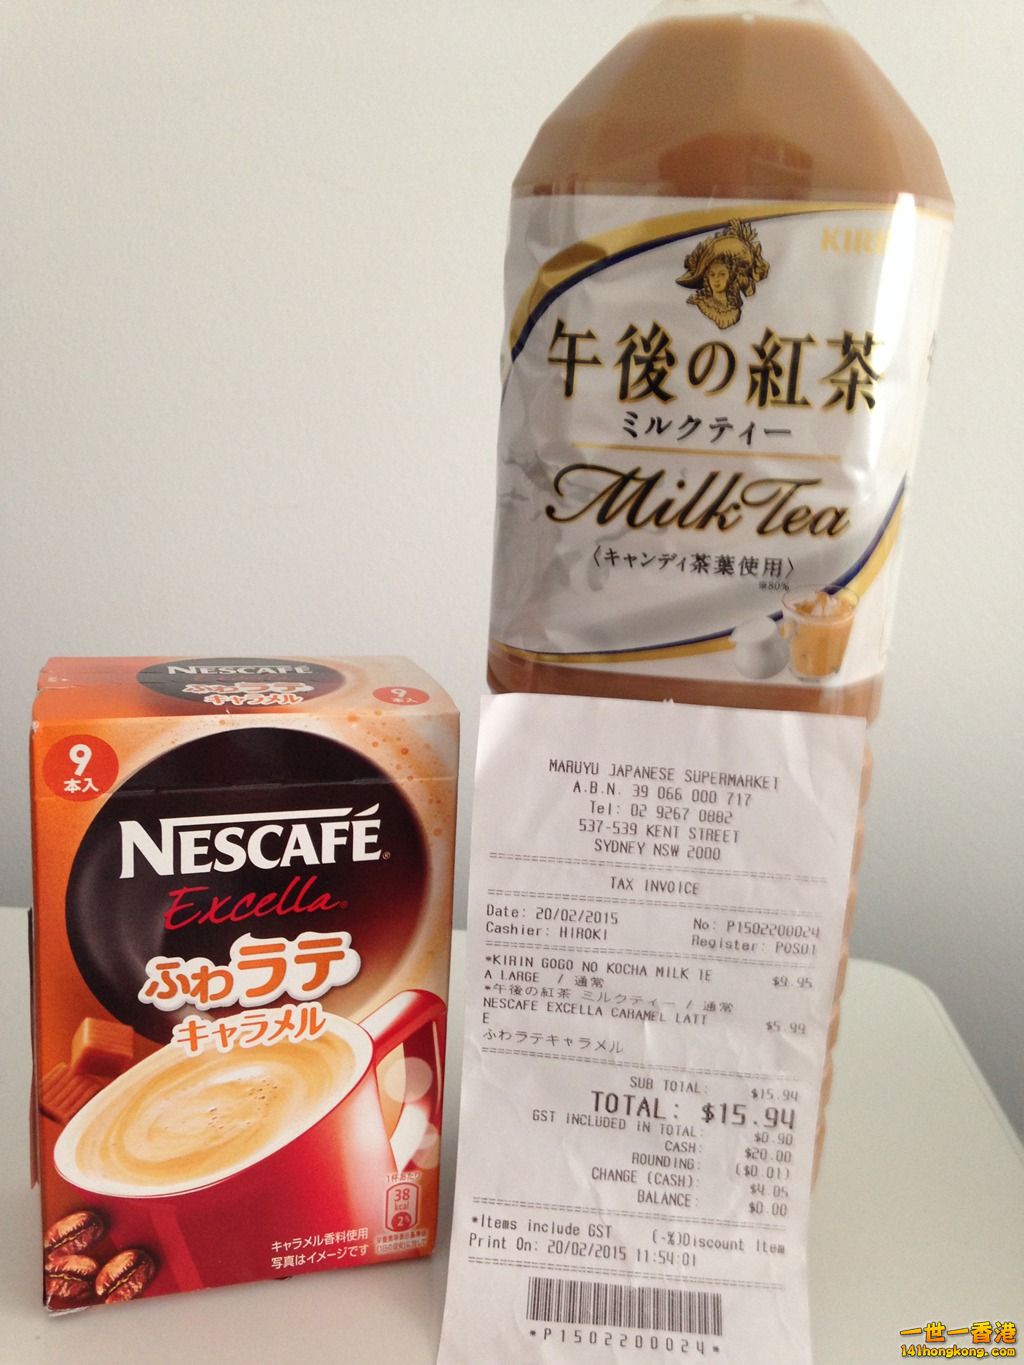 KIR
午後の紅茶
ミルクティー
Milk Tea
〈キャンディ茶葉使用〉
※80%
NESCAFÉ
ふわラテ
キャラメル
9
本入
9
本入
NESCAFÉ®
Excella®
ふわラテ
キャラメル
1杯当たり
38
kcal
2%
キャラメル香料使用
写真はイメージです
MARUYU JAPANESE SUPERMARKET
A.B.N. 39 066 000 717
Tel: 02 9267 0882
537-539 KENT STREET
SYDNEY NSW 2000
TAX INVOICE
Date: 20/02/2015 No: P1502200024
Cashier: HIROKI Register: POS01
*KIRIN GOGO NO KOCHA MILK TE $9.95
A LARGE / 通常
*午後の紅茶 ミルクティー / 通常
NESCAFE EXCELLA CARAMEL LATT $5.99
E
ふわラテキャラメル
SUB TOTAL: $15.94
TOTAL: $15.94
GST INCLUDED IN TOTAL: $0.90
CASH: $20.00
ROUNDING: ($0.01)
CHANGE (CASH): $4.05
BALANCE: $0.00
*Items include GST (-%)Discount Item
Print On: 20/02/2015 11:54:01
*P1502200024*
一世一香港
141hongkong.com